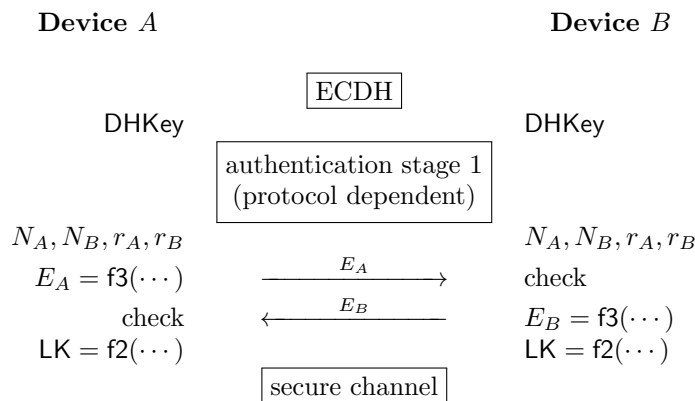 Device A Device B
ECDH
DHKey DHKey
authentication stage 1
(protocol dependent)
N_A, N_B, r_A, r_B N_A, N_B, r_A, r_B
E_A = f3(···) E_A check
check E_B E_B = f3(···)
LK = f2(···) LK = f2(···)
secure channel